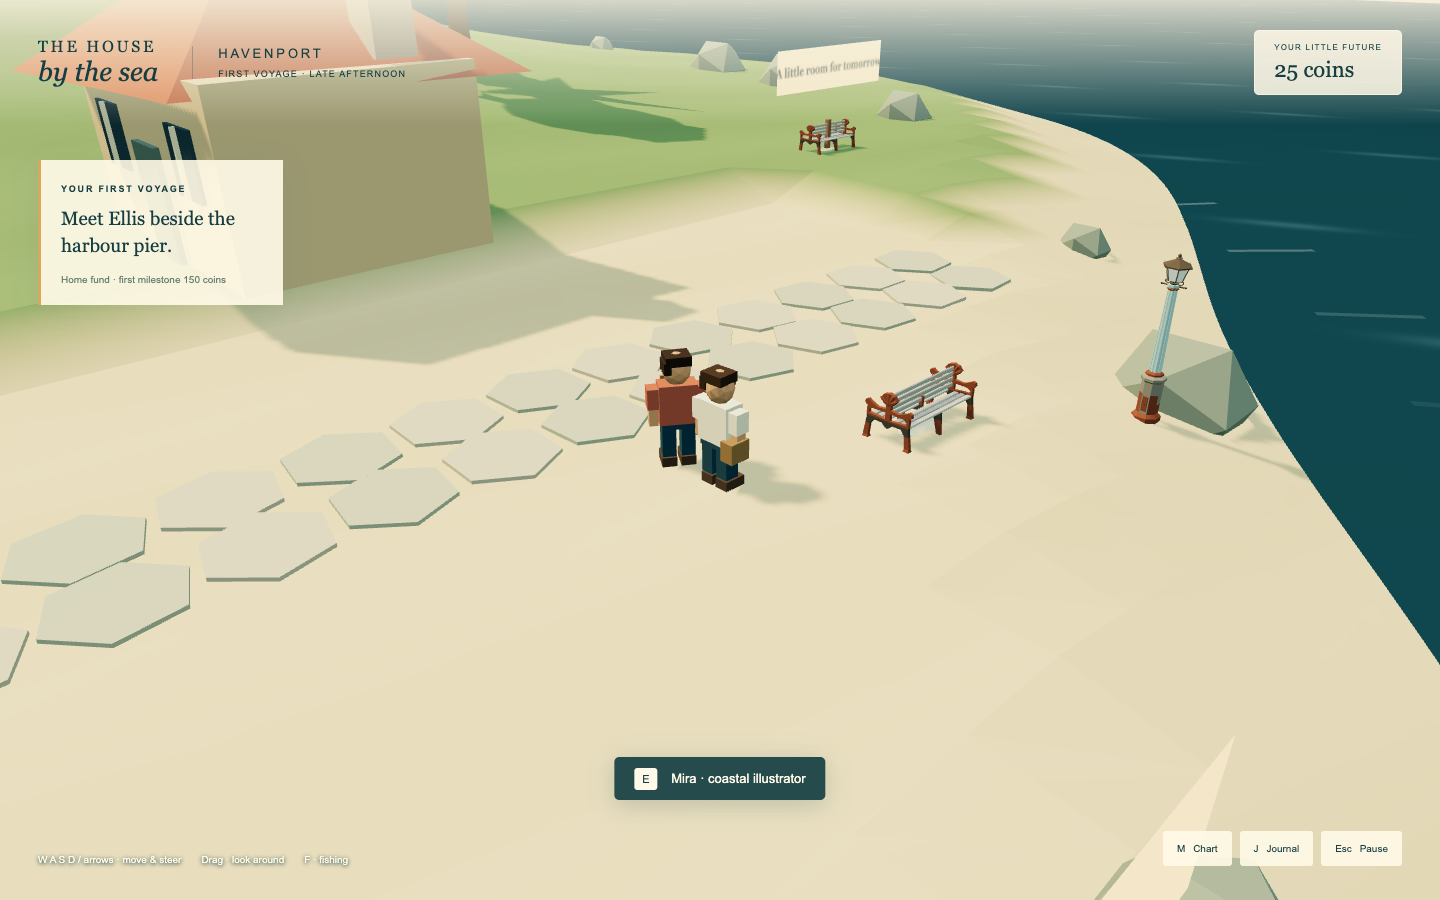 THE HOUSE
by the sea
HAVENPORT
FIRST VOYAGE · LATE AFTERNOON
YOUR LITTLE FUTURE
25 coins
A little room for tomorrow
YOUR FIRST VOYAGE
Meet Ellis beside the
harbour pier.
Home fund · first milestone 150 coins
E Mira · coastal illustrator
W A S D / arrows · move & steer Drag · look around F · fishing
M Chart J Journal Esc Pause